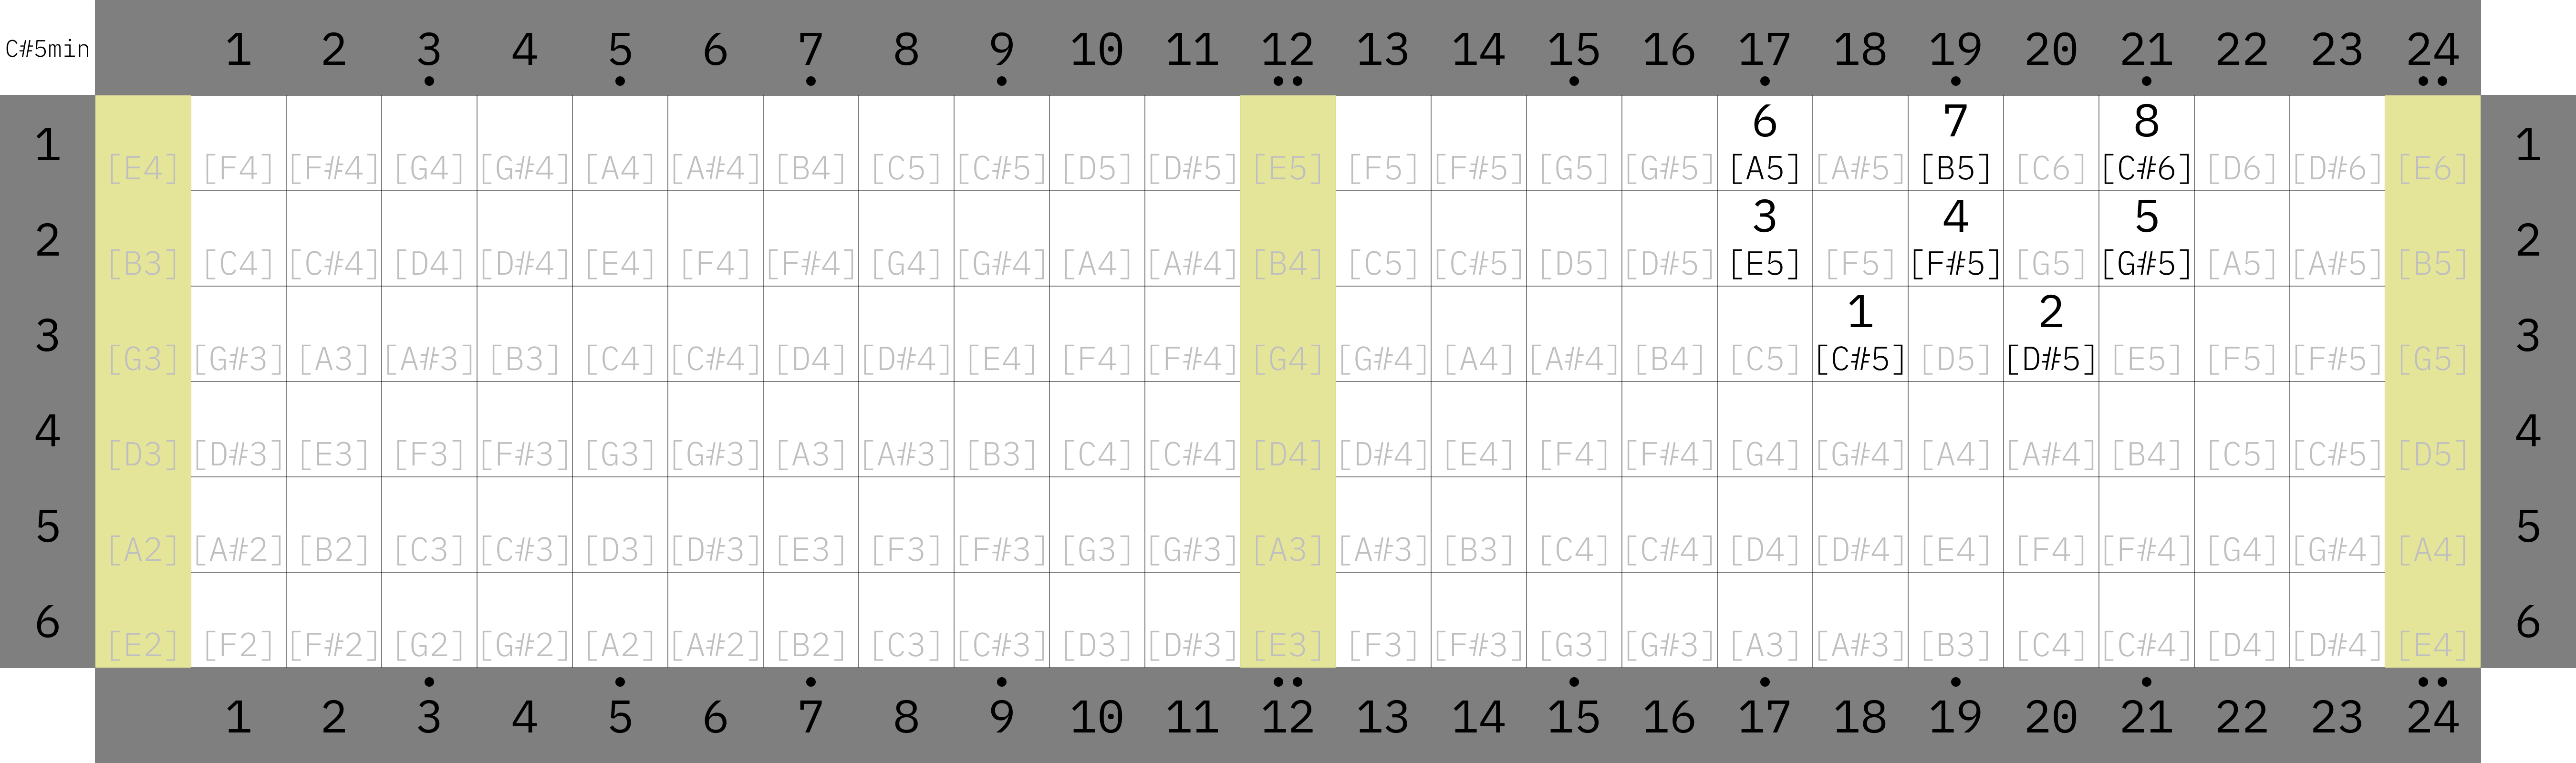 C#5min 1 2 3 4 5 6 7 8 9 10 11 12 13 14 15 16 17 18 19 20 21 22 23 24
6 7 8
1 [E4] [F4] [F#4] [G4] [G#4] [A4] [A#4] [B4] [C5] [C#5] [D5] [D#5] [E5] [F5] [F#5] [G5] [G#5] [A5] [A#5] [B5] [C6] [C#6] [D6] [D#6] [E6] 1
3 4 5
2 [B3] [C4] [C#4] [D4] [D#4] [E4] [F4] [F#4] [G4] [G#4] [A4] [A#4] [B4] [C5] [C#5] [D5] [D#5] [E5] [F5] [F#5] [G5] [G#5] [A5] [A#5] [B5] 2
1 2
3 [G3] [G#3] [A3] [A#3] [B3] [C4] [C#4] [D4] [D#4] [E4] [F4] [F#4] [G4] [G#4] [A4] [A#4] [B4] [C5] [C#5] [D5] [D#5] [E5] [F5] [F#5] [G5] 3
4 [D3] [D#3] [E3] [F3] [F#3] [G3] [G#3] [A3] [A#3] [B3] [C4] [C#4] [D4] [D#4] [E4] [F4] [F#4] [G4] [G#4] [A4] [A#4] [B4] [C5] [C#5] [D5] 4
5 [A2] [A#2] [B2] [C3] [C#3] [D3] [D#3] [E3] [F3] [F#3] [G3] [G#3] [A3] [A#3] [B3] [C4] [C#4] [D4] [D#4] [E4] [F4] [F#4] [G4] [G#4] [A4] 5
6 [E2] [F2] [F#2] [G2] [G#2] [A2] [A#2] [B2] [C3] [C#3] [D3] [D#3] [E3] [F3] [F#3] [G3] [G#3] [A3] [A#3] [B3] [C4] [C#4] [D4] [D#4] [E4] 6
1 2 3 4 5 6 7 8 9 10 11 12 13 14 15 16 17 18 19 20 21 22 23 24